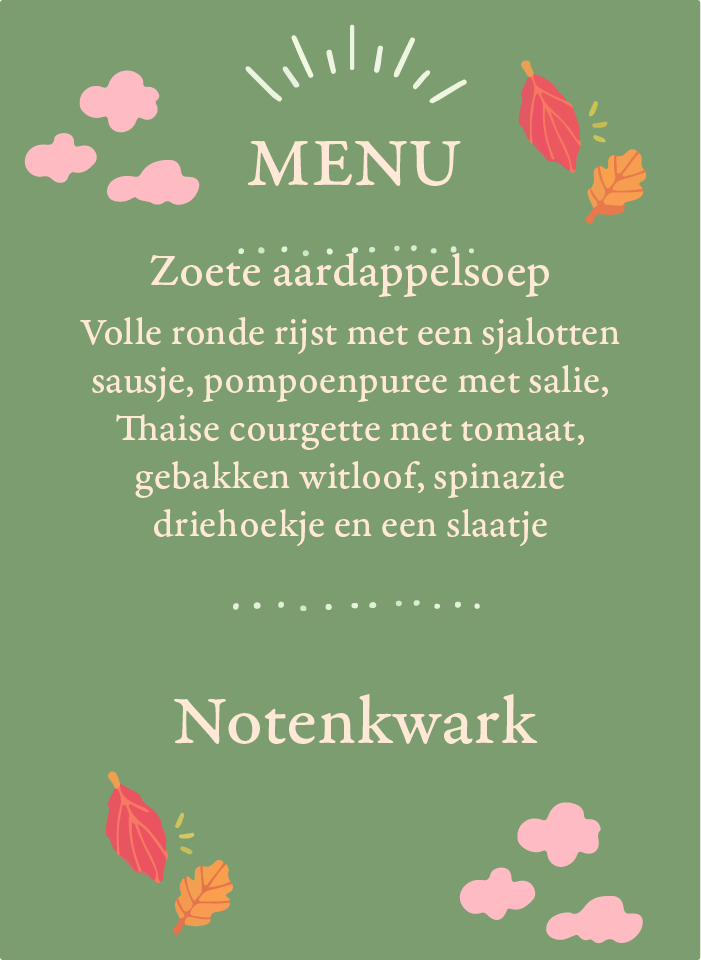 MENU
Zoete aardappelsoep
Volle ronde rijst met een sjalotten
sausje, pompoenpuree met salie,
Thaise courgette met tomaat,
gebakken witloof, spinazie
driehoekje en een slaatje
Notenkwark